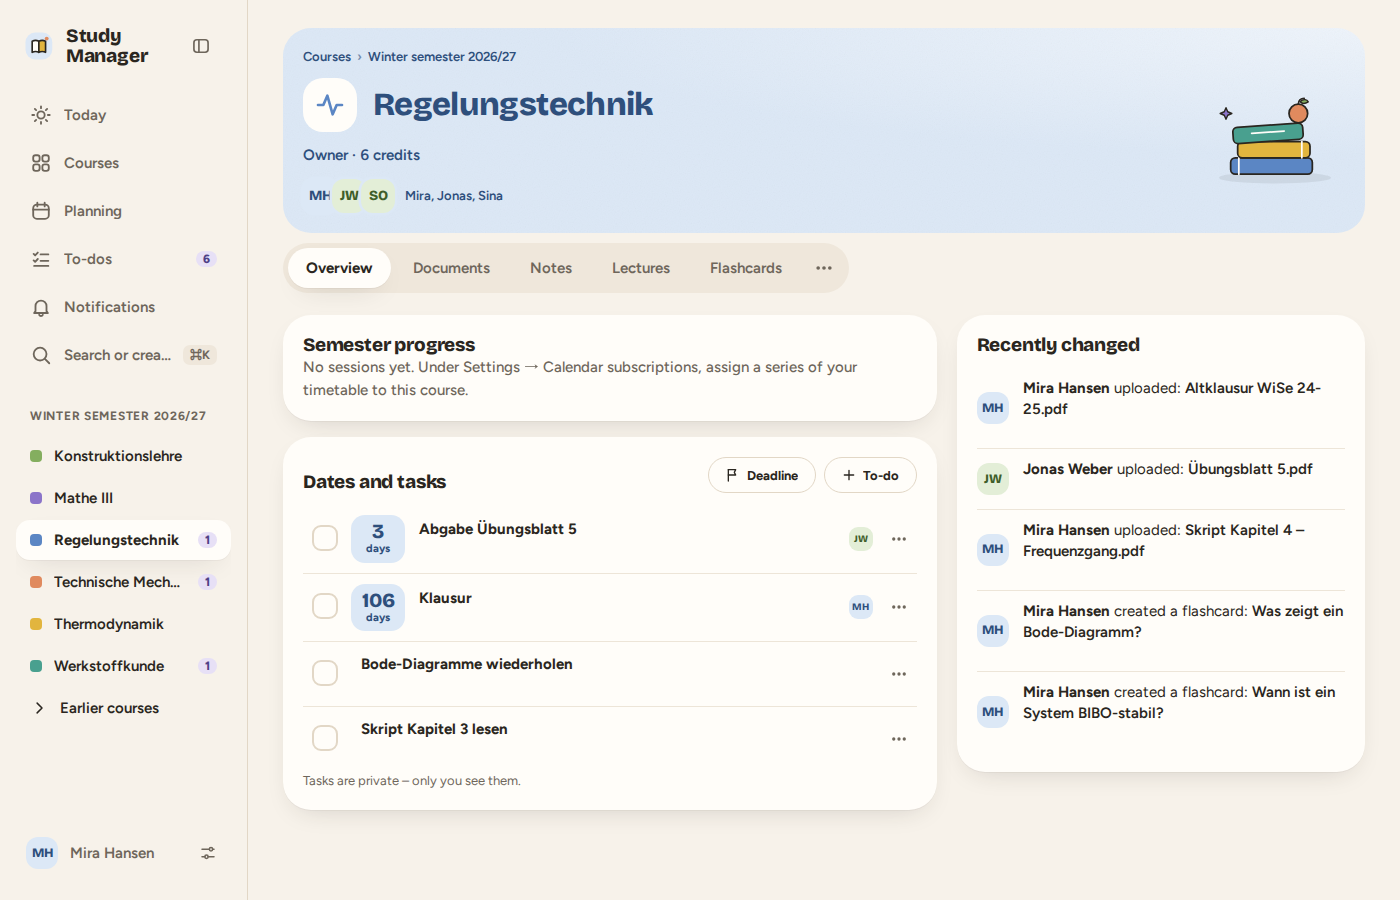 Study
Manager
Today
Courses
Planning
To-dos 6
Notifications
Search or crea... ⌘K
WINTER SEMESTER 2026/27
Konstruktionslehre
Mathe III
Regelungstechnik 1
Technische Mech... 1
Thermodynamik
Werkstoffkunde 1
Earlier courses
MH Mira Hansen
Courses › Winter semester 2026/27
Regelungstechnik
Owner · 6 credits
MH JW SO Mira, Jonas, Sina
Overview Documents Notes Lectures Flashcards
Semester progress
No sessions yet. Under Settings → Calendar subscriptions, assign a series of your
timetable to this course.
Dates and tasks Deadline To-do
3 days Abgabe Übungsblatt 5 JW
106 days Klausur MH
Bode-Diagramme wiederholen
Skript Kapitel 3 lesen
Tasks are private – only you see them.
Recently changed
MH Mira Hansen uploaded: Altklausur WiSe 24-
25.pdf
JW Jonas Weber uploaded: Übungsblatt 5.pdf
MH Mira Hansen uploaded: Skript Kapitel 4 –
Frequenzgang.pdf
MH Mira Hansen created a flashcard: Was zeigt ein
Bode-Diagramm?
MH Mira Hansen created a flashcard: Wann ist ein
System BIBO-stabil?